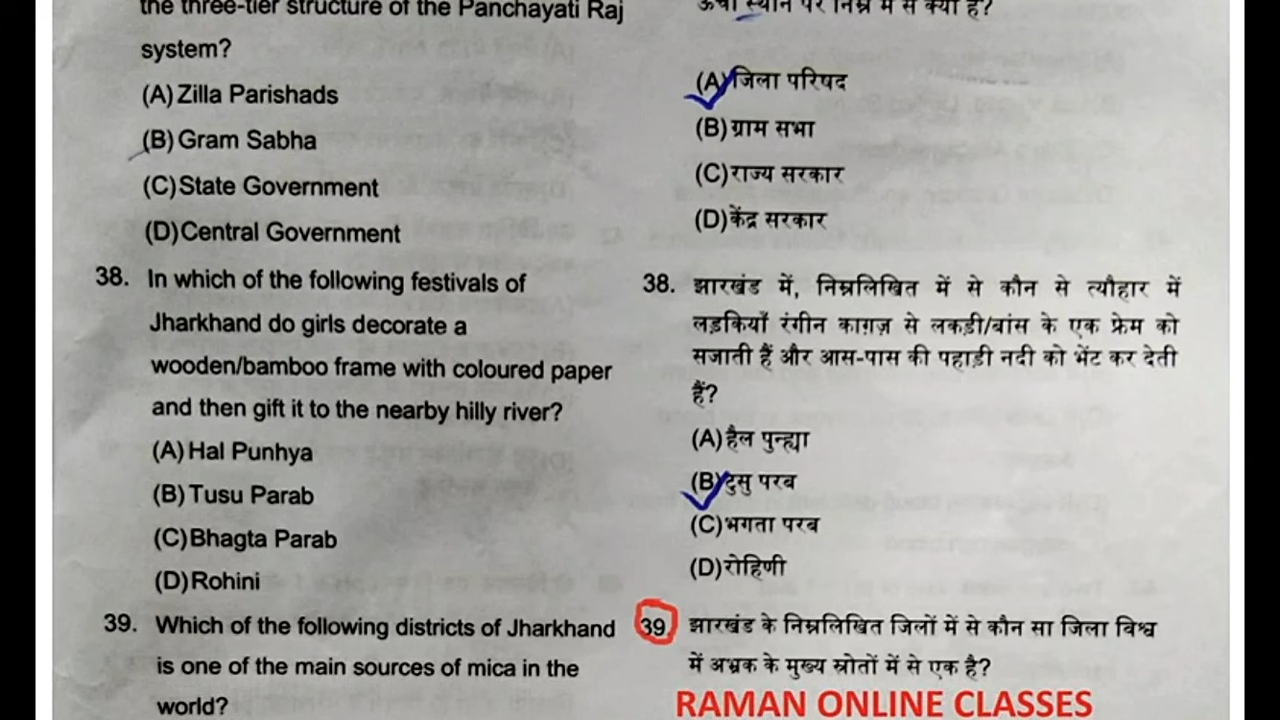 the three-tier structure of the Panchayati Raj
system?
(A) Zilla Parishads
(B) Gram Sabha
(C) State Government
(D) Central Government
38. In which of the following festivals of
Jharkhand do girls decorate a
wooden/bamboo frame with coloured paper
and then gift it to the nearby hilly river?
(A) Hal Punhya
(B) Tusu Parab
(C) Bhagta Parab
(D) Rohini
39. Which of the following districts of Jharkhand
is one of the main sources of mica in the
world?
ऊंचा स्थान पर निम्न में से क्या है?
(A) जिला परिषद
(B) ग्राम सभा
(C) राज्य सरकार
(D) केंद्र सरकार
38. झारखंड में, निम्नलिखित में से कौन से त्यौहार में
लड़कियाँ रंगीन काग़ज़ से लकड़ी/बांस के एक फ्रेम को
सजाती हैं और आस-पास की पहाड़ी नदी को भेंट कर देती
हैं?
(A) हैल पुन्ह्या
(B) टुसु परब
(C) भगता परब
(D) रोहिणी
39. झारखंड के निम्नलिखित जिलों में से कौन सा जिला विश्व
में अभ्रक के मुख्य स्रोतों में से एक है?
RAMAN ONLINE CLASSES